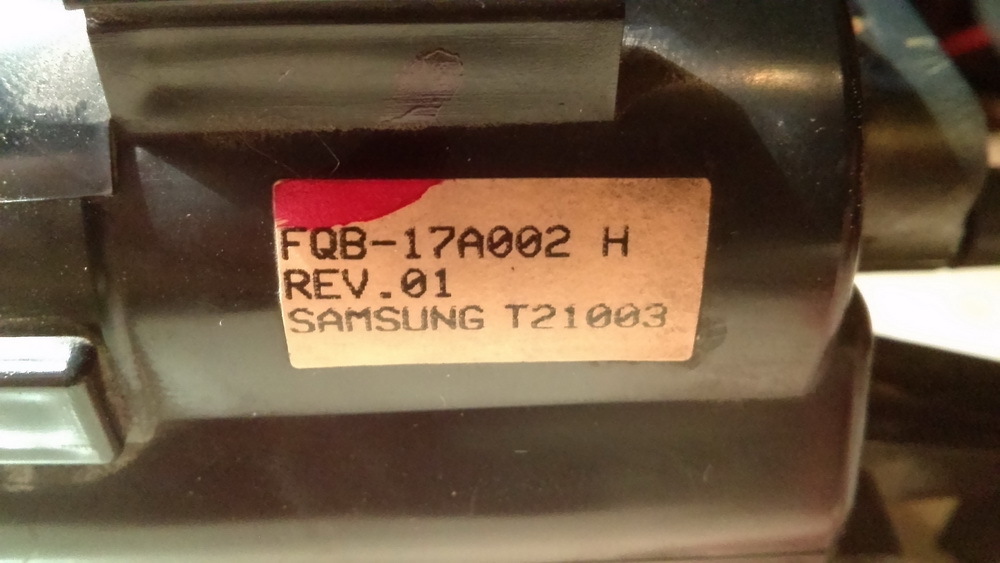 FQB-17A002 H
REV.01
SAMSUNG T21003